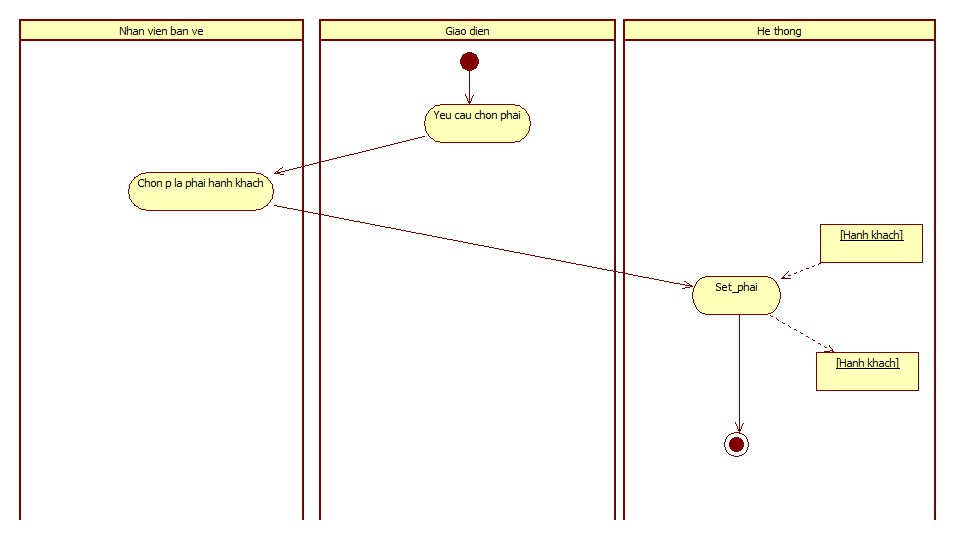 Nhan vien ban ve
Giao dien
He thong
Yeu cau chon phai
Chon p la phai hanh khach
[Hanh khach]
Set_phai
[Hanh khach]